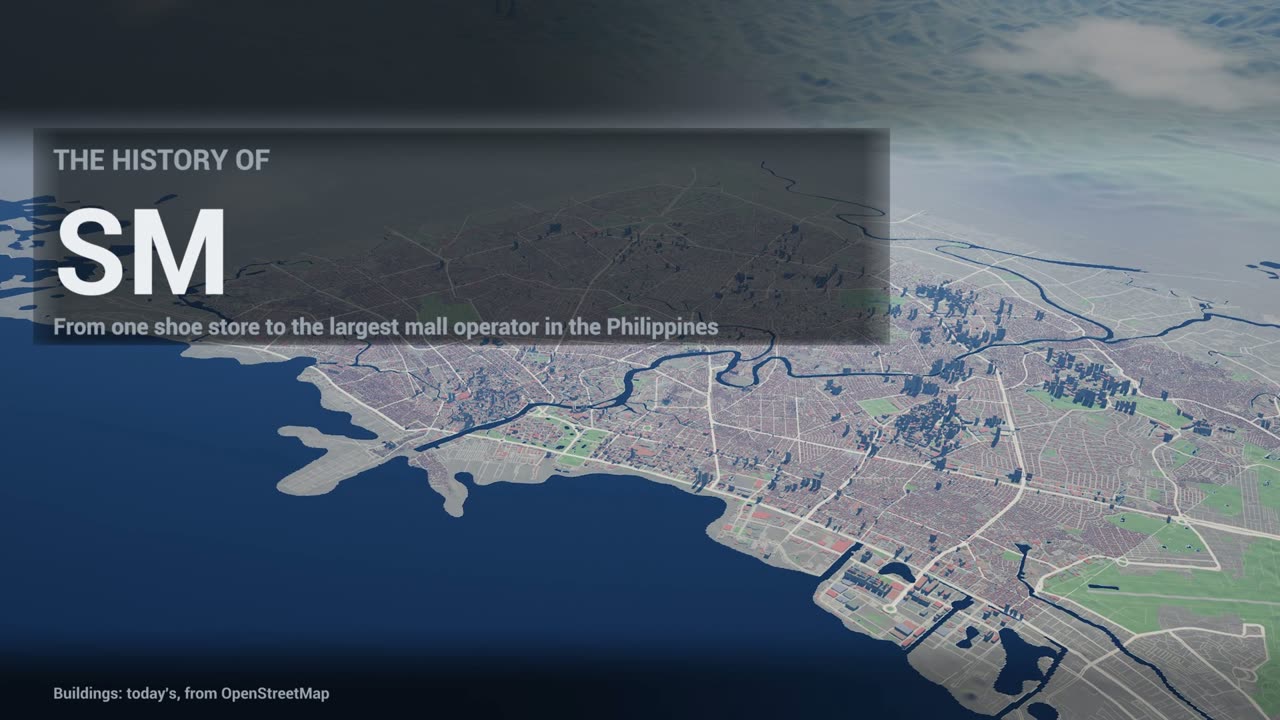 THE HISTORY OF
SM
From one shoe store to the largest mall operator in the Philippines
Buildings: today's, from OpenStreetMap